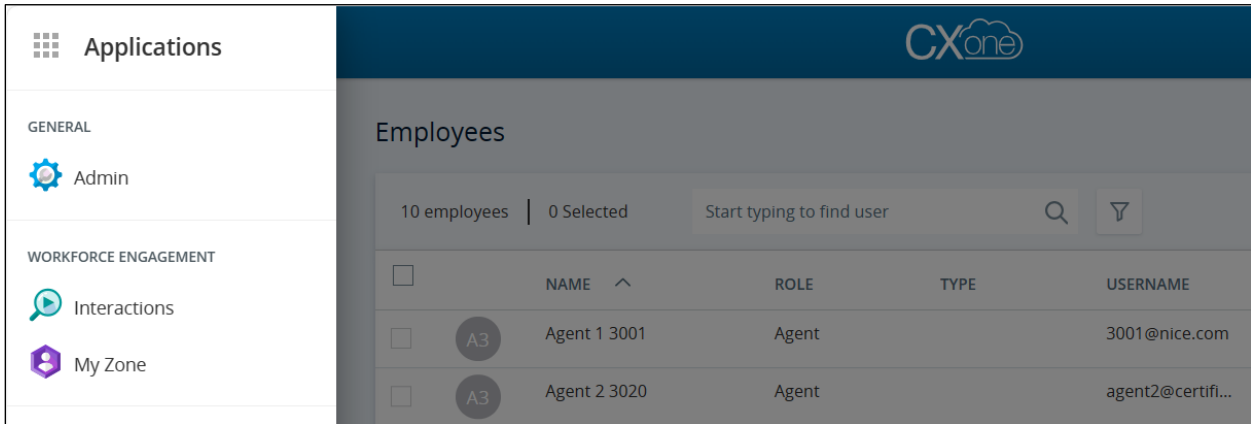 Applications
CXone
GENERAL
Admin
WORKFORCE ENGAGEMENT
Interactions
My Zone
Employees
10 employees 0 Selected Start typing to find user
NAME ROLE TYPE USERNAME
A3 Agent 1 3001 Agent 3001@nice.com
A3 Agent 2 3020 Agent agent2@certifi...